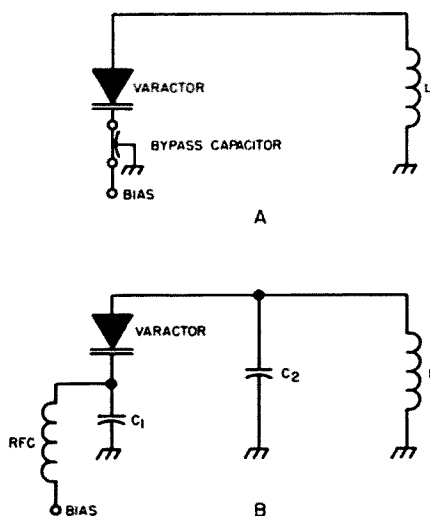 VARACTOR
L
BYPASS CAPACITOR
BIAS
A
VARACTOR
C2
L
C1
RFC
BIAS
B